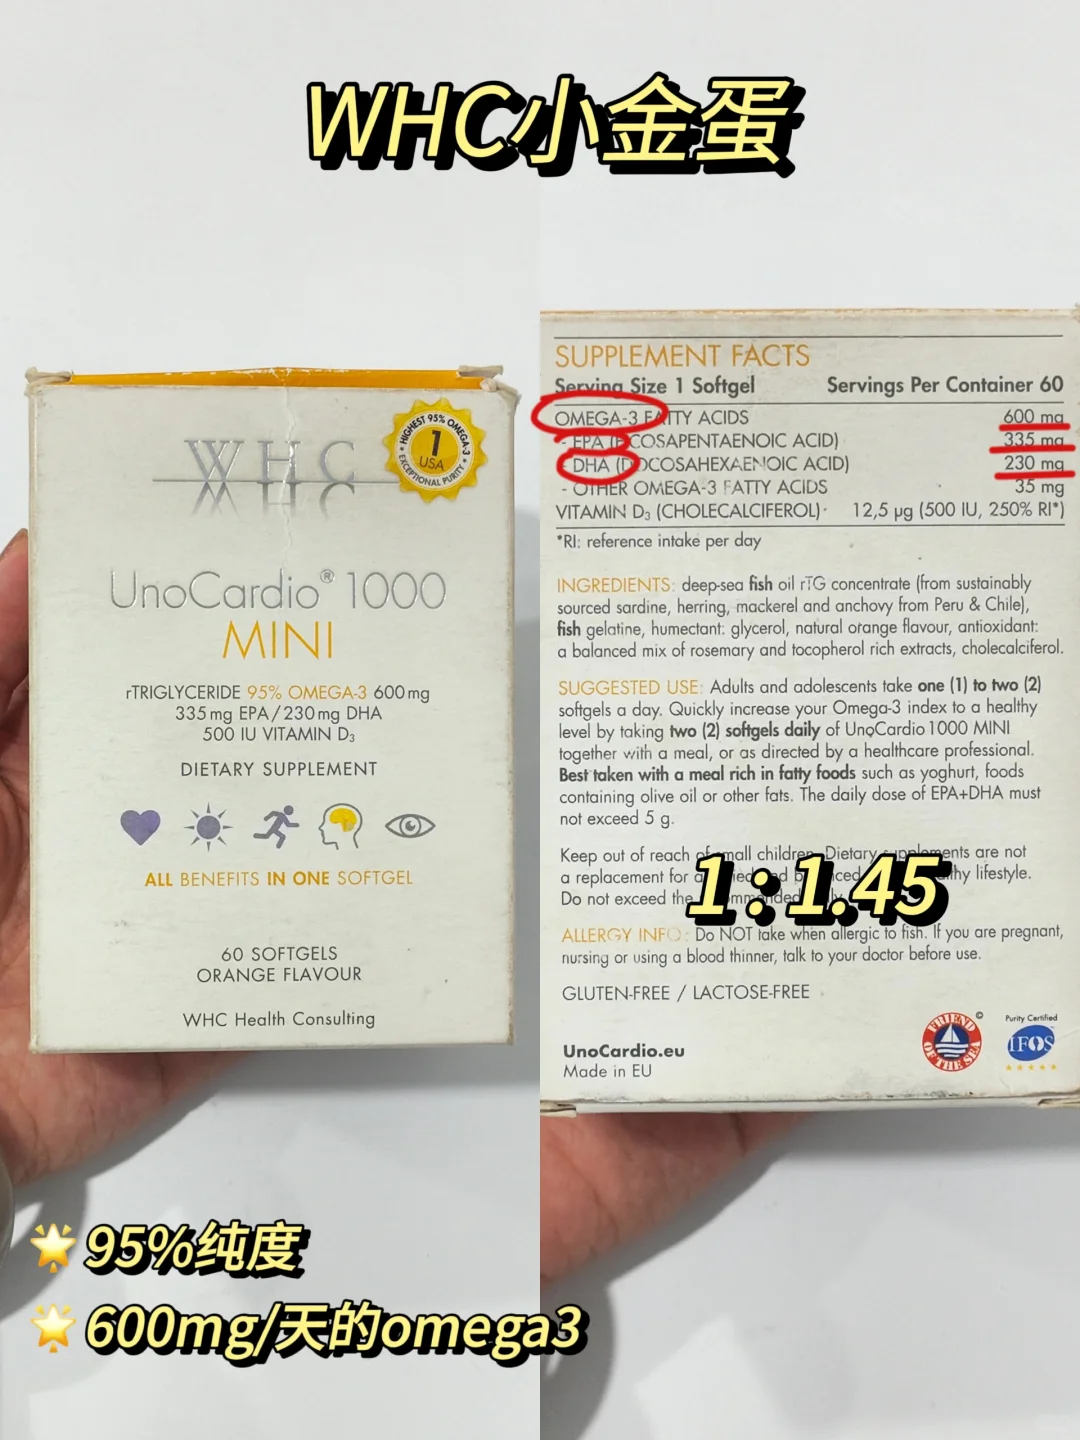 WHC小金蛋
WHC
HIGHEST 95% OMEGA-3
1
USA
EXCEPTIONAL PURITY
UnoCardio® 1000
MINI
rTRIGLYCERIDE 95% OMEGA-3 600 mg
335 mg EPA / 230 mg DHA
500 IU VITAMIN D₃
DIETARY SUPPLEMENT
ALL BENEFITS IN ONE SOFTGEL
60 SOFTGELS
ORANGE FLAVOUR
WHC Health Consulting
SUPPLEMENT FACTS
Serving Size 1 Softgel Servings Per Container 60
OMEGA-3 FATTY ACIDS 600 mg
- EPA (EICOSAPENTAENOIC ACID) 335 mg
- DHA (DOCOSAHEXAENOIC ACID) 230 mg
- OTHER OMEGA-3 FATTY ACIDS 35 mg
VITAMIN D₃ (CHOLECALCIFEROL) 12,5 µg (500 IU, 250% RI*)
*RI: reference intake per day
INGREDIENTS: deep-sea fish oil rTG concentrate (from sustainably
sourced sardine, herring, mackerel and anchovy from Peru & Chile),
fish gelatine, humectant: glycerol, natural orange flavour, antioxidant:
a balanced mix of rosemary and tocopherol rich extracts, cholecalciferol.
SUGGESTED USE: Adults and adolescents take one (1) to two (2)
softgels a day. Quickly increase your Omega-3 index to a healthy
level by taking two (2) softgels daily of UnoCardio 1000 MINI
together with a meal, or as directed by a healthcare professional.
Best taken with a meal rich in fatty foods such as yoghurt, foods
containing olive oil or other fats. The daily dose of EPA+DHA must
not exceed 5 g.
Keep out of reach of small children. Dietary supplements are not
a replacement for a lifestyle.
Do not exceed the
1:1.45
ALLERGY INFO: Do NOT take when allergic to fish. If you are pregnant,
nursing or using a blood thinner, talk to your doctor before use.
GLUTEN-FREE / LACTOSE-FREE
UnoCardio.eu
Made in EU
FRIEND
OF THE SEA
©
Purity Certified
IFOS
95%纯度
600mg/天的omega3